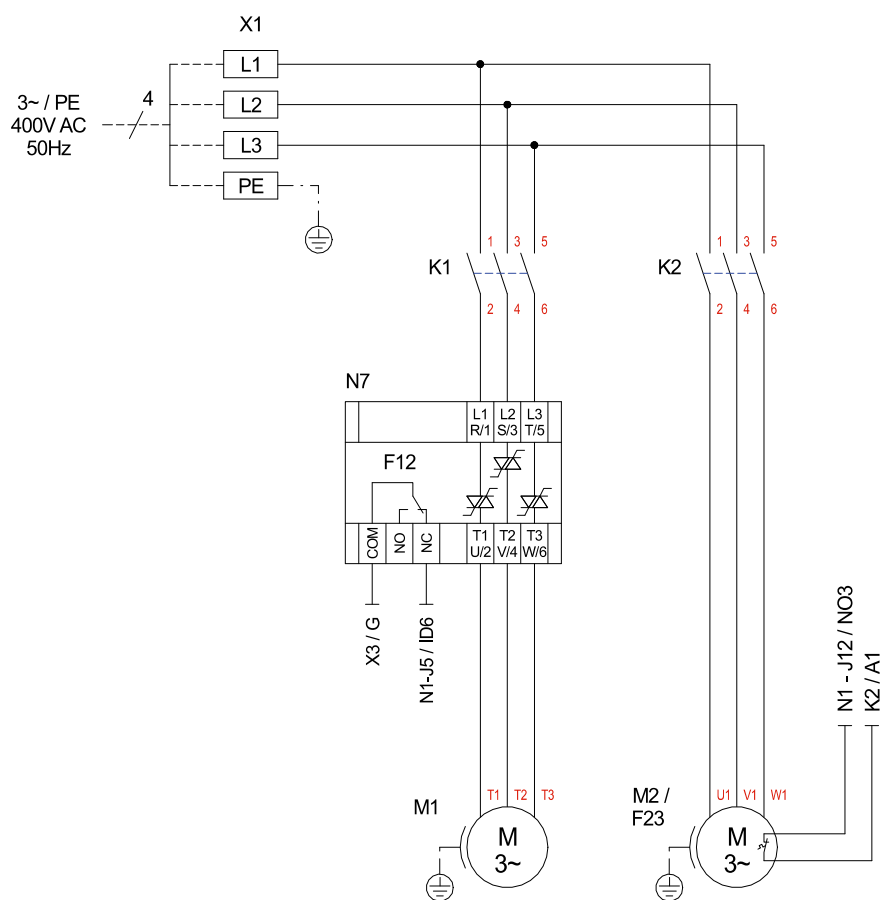 X1
L1
L2
L3
PE
4
3~ / PE
400V AC
50Hz
K1
1 3 5
2 4 6
K2
1 3 5
2 4 6
N7
L1 L2 L3
R/1 S/3 T/5
F12
COM
NO
NC
T1 T2 T3
U/2 V/4 W/6
X3 / G
N1-J5 / ID6
N1 - J12 / NO3
K2 / A1
M1
T1 T2 T3
M
3~
M2 /
F23
U1 V1 W1
M
3~